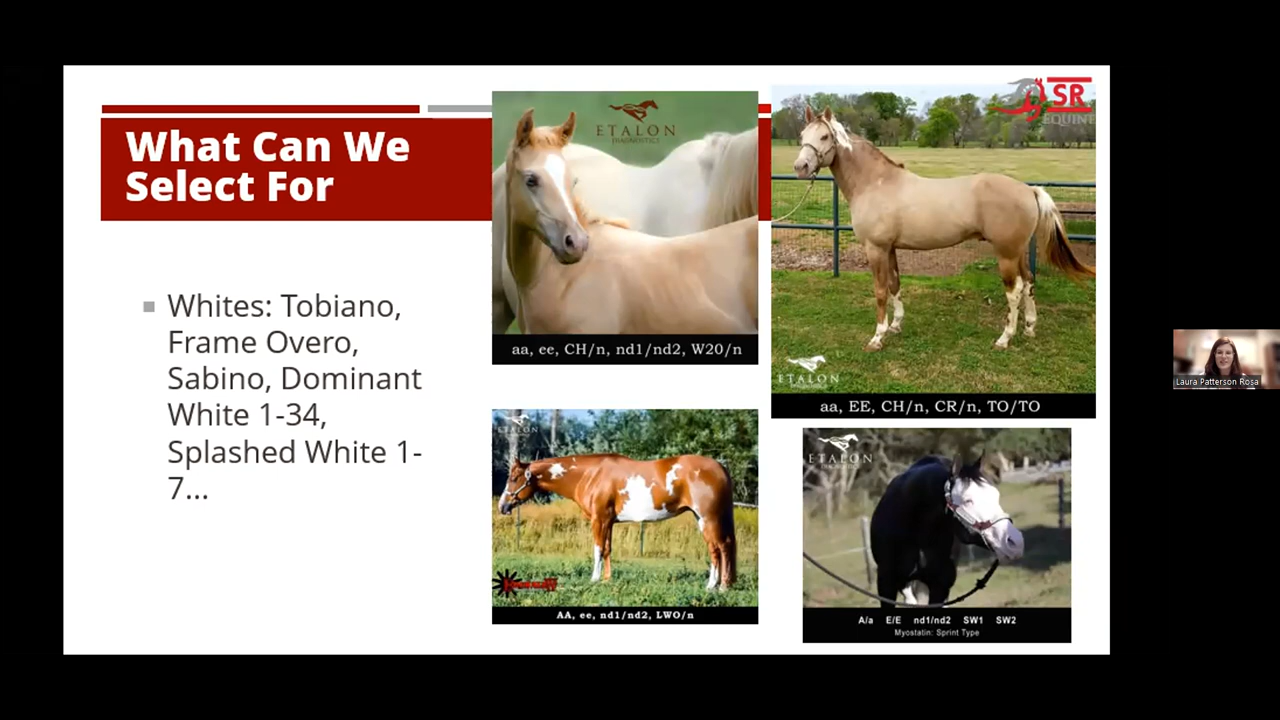 What Can We
Select For
Whites: Tobiano,
Frame Overo,
Sabino, Dominant
White 1-34,
Splashed White 1-
7...
ETALON
DIAGNOSTICS
aa, ee, CH/n, nd1/nd2, W20/n
SR
EQUINE
ETALON
aa, EE, CH/n, CR/n, TO/TO
ETALON
AA, ee, nd1/nd2, LWO/n
ETALON
DIAGNOSTICS
A/a E/E nd1/nd2 SW1 SW2
Myostatin: Sprint Type
Laura Patterson Rosa